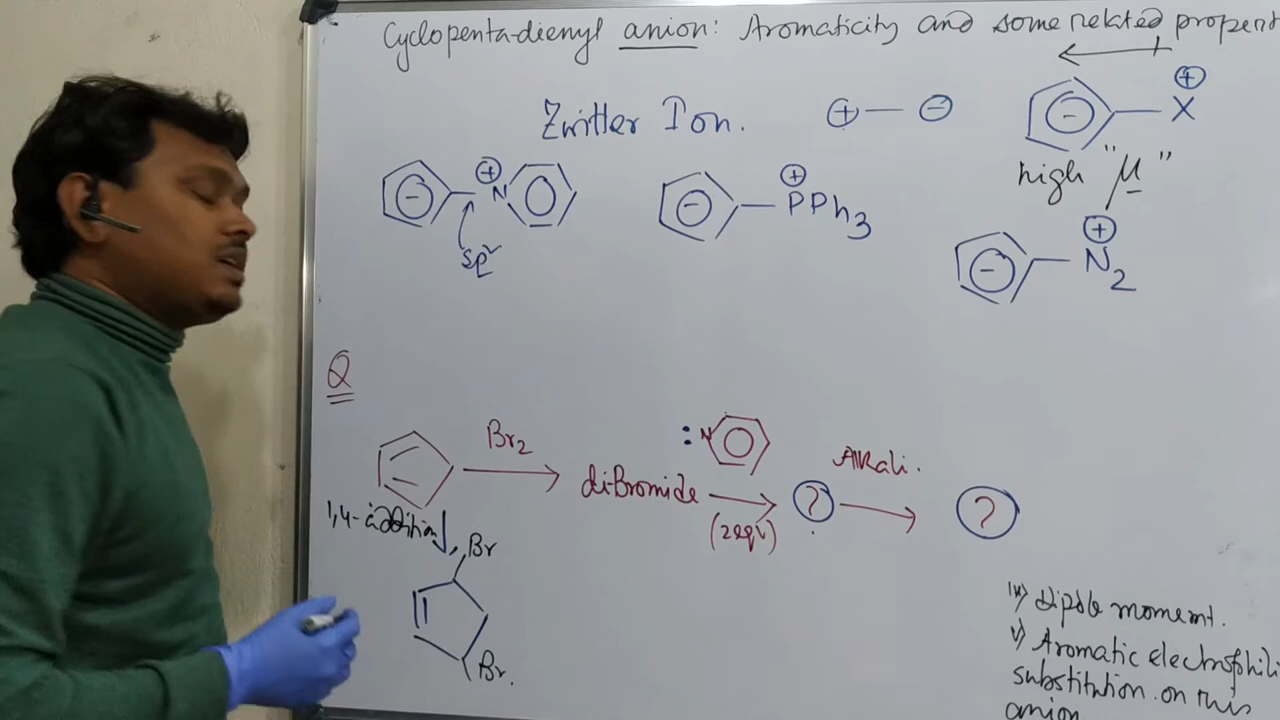 Cyclopenta-dienyl anion: Aromaticity and some related propert
Zwitter Ion. ⊕ — ⊖
⊖ ⊕ X
high "μ"
⊖ ⊕ N
sp²
⊖ ⊕ PPh3
⊖ ⊕ N2
Q
Br2
N
Alkali.
diBromide
(2eqv)
?
?
1,4-addition
Br
Br.
iv) dipole moment.
v) Aromatic electrophili
substitution on this
anion